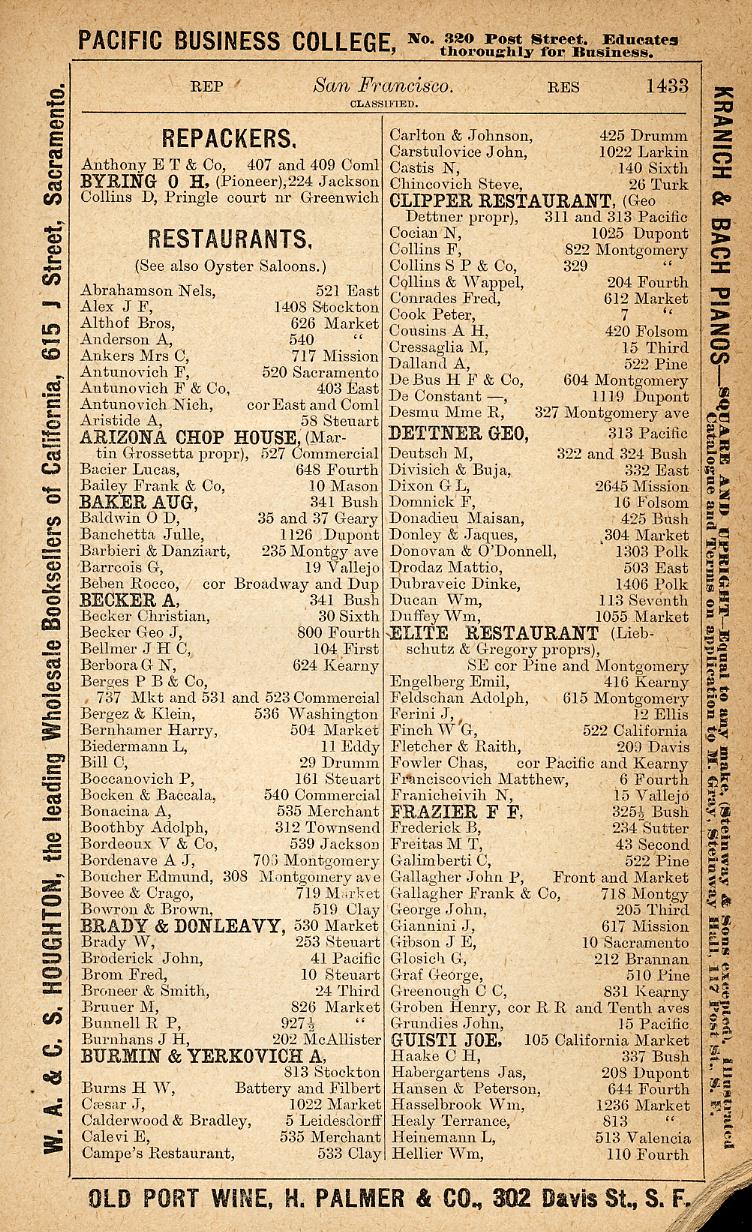 PACIFIC BUSINESS COLLEGE, No. 320 Post Street. Educates
thoroughly for Business.
REP San Francisco. RES 1433
CLASSIFIED.
REPACKERS.
Anthony E T & Co, 407 and 409 Coml
BYRING O H, (Pioneer), 224 Jackson
Collins D, Pringle court nr Greenwich
RESTAURANTS.
(See also Oyster Saloons.)
Abrahamson Nels, 521 East
Alex J F, 1408 Stockton
Althof Bros, 626 Market
Anderson A, 540 “
Ankers Mrs C, 717 Mission
Antunovich F, 520 Sacramento
Antunovich F & Co, 403 East
Antunovich Nich, cor East and Coml
Aristide A, 58 Steuart
ARIZONA CHOP HOUSE, (Mar-
tin Grossetta propr), 527 Commercial
Bacier Lucas, 648 Fourth
Bailey Frank & Co, 10 Mason
BAKER AUG, 341 Bush
Baldwin O D, 35 and 37 Geary
Banchetta Julle, 1126 Dupont
Barbieri & Danziart, 235 Montgy ave
Barrcois G, 19 Vallejo
Beben Rocco, cor Broadway and Dup
BECKER A, 341 Bush
Becker Christian, 30 Sixth
Becker Geo J, 800 Fourth
Bellmer J H C, 104 First
Berbora G N, 624 Kearny
Berges P B & Co,
737 Mkt and 531 and 523 Commercial
Bergez & Klein, 536 Washington
Bernhamer Harry, 504 Market
Biedermann L, 11 Eddy
Bill C, 29 Drumm
Boccanovich P, 161 Steuart
Bocken & Baccala, 540 Commercial
Bonacina A, 535 Merchant
Boothby Adolph, 312 Townsend
Bordeoux V & Co, 539 Jackson
Bordenave A J, Montgomery
Boucher Edmund, 308 Montgomery ave
Bovee & Crago, 719 Market
Bowron & Brown, 519 Clay
BRADY & DONLEAVY, 530 Market
Brady W, 253 Steuart
Broderick John, 41 Pacific
Brom Fred, 10 Steuart
Broneer & Smith, 24 Third
Bruner M, 826 Market
Bunnell R P, 927½ “
Burnhans J H, 202 McAllister
BURMIN & YERKOVICH A,
813 Stockton
Burns H W, Battery and Filbert
Cæsar J, 1022 Market
Calderwood & Bradley, 5 Leidesdorff
Calevi E, 535 Merchant
Campe's Restaurant, 533 Clay
Carlton & Johnson, 425 Drumm
Carstulovice John, 1022 Larkin
Castis N, 140 Sixth
Chincovich Steve, 26 Turk
CLIPPER RESTAURANT, (Geo
Dettner propr), 311 and 313 Pacific
Cocian N, 1025 Dupont
Collins F, 822 Montgomery
Collins S P & Co, 329 “
Collins & Wappel, 204 Fourth
Conrades Fred, 612 Market
Cook Peter, 7 “
Cousins A H, 420 Folsom
Cressaglia M, 15 Third
Dalland A, 522 Pine
De Bus H F & Co, 604 Montgomery
De Constant —, 1119 Dupont
Desmu Mme R, 327 Montgomery ave
DETTNER GEO, 313 Pacific
Deutsch M, 322 and 324 Bush
Divisich & Buja, 332 East
Dixon G L, 2645 Mission
Domnick F, 16 Folsom
Donadieu Maisan, 425 Bush
Donley & Jaques, 304 Market
Donovan & O'Donnell, 1303 Polk
Drodaz Mattio, 503 East
Dubraveic Dinke, 1406 Polk
Ducan Wm, 113 Seventh
Duffey Wm, 1055 Market
ELITE RESTAURANT (Lieb-
schutz & Gregory proprs),
SE cor Pine and Montgomery
Engelberg Emil, 416 Kearny
Feldschan Adolph, 615 Montgomery
Ferini J, 12 Ellis
Finch W G, 522 California
Fletcher & Raith, 209 Davis
Fowler Chas, cor Pacific and Kearny
Franciscovich Matthew, 6 Fourth
Franicheivih N, 15 Vallejo
FRAZIER F F, 325½ Bush
Frederick B, 234 Sutter
Freitas M T, 43 Second
Galimberti C, 522 Pine
Gallagher John P, Front and Market
Gallagher Frank & Co, 718 Montgy
George John, 205 Third
Giannini J, 617 Mission
Gibson J E, 10 Sacramento
Glosich G, 212 Brannan
Graf George, 510 Pine
Greenough C C, 831 Kearny
Groben Henry, cor R R and Tenth aves
Grundies John, 15 Pacific
GUISTI JOE, 105 California Market
Haake C H, 337 Bush
Habergartens Jas, 208 Dupont
Hansen & Peterson, 644 Fourth
Hasselbrook Wm, 1236 Market
Healy Terrance, 813 “
Heinemann L, 513 Valencia
Hellier Wm, 110 Fourth
W. A. & C. S. HOUGHTON, the leading Wholesale Booksellers of California, 615 J Street, Sacramento.
KRANICH & BACH PIANOS—SQUARE AND UPRIGHT—Equal to any make, (Steinway & Sons excepted). Illustrated
Catalogue and Terms on application to M. Gray, Steinway Hall, 117 Post St., S. F.
OLD PORT WINE, H. PALMER & CO., 302 Davis St., S. F.